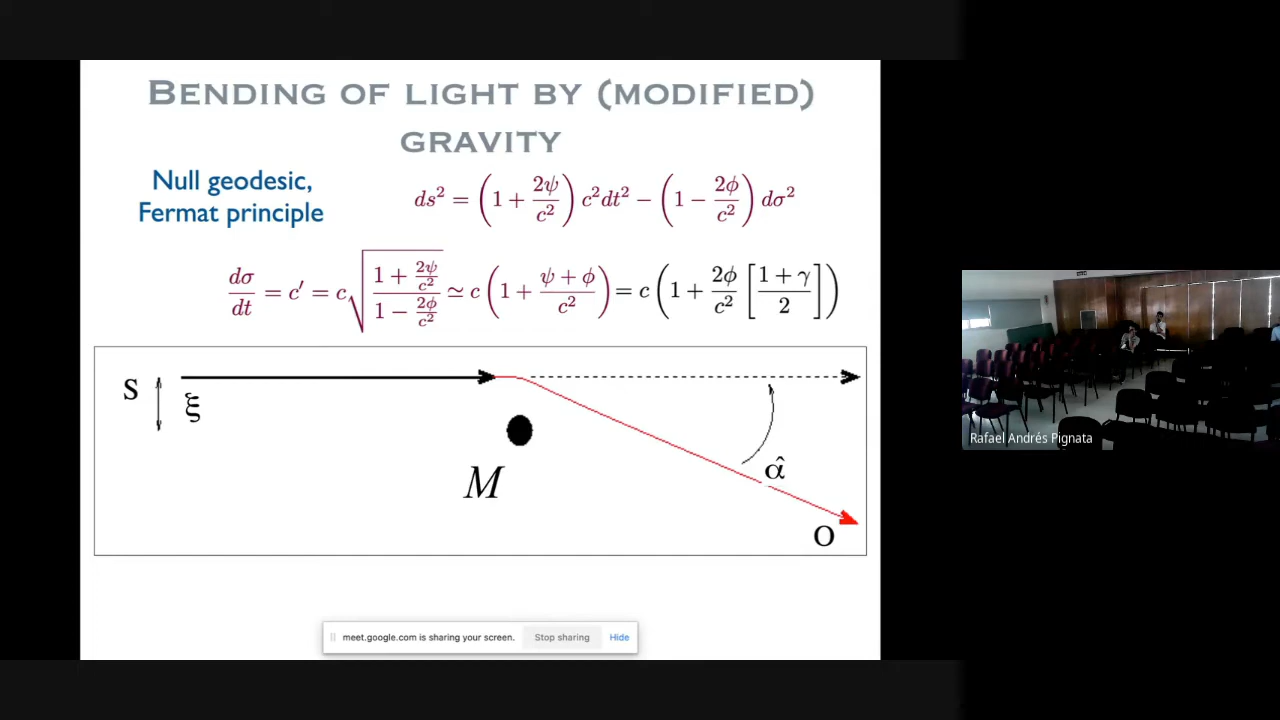 BENDING OF LIGHT BY (MODIFIED)
GRAVITY
Null geodesic,
Fermat principle
ds² = (1 + 2ψ/c²) c²dt² − (1 − 2ϕ/c²) dσ²
dσ/dt = c′ = c√((1 + 2ψ/c²)/(1 − 2ϕ/c²)) ≃ c (1 + (ψ + ϕ)/c²) = c (1 + 2ϕ/c² [(1 + γ)/2])
S
ξ
M
α̂
O
meet.google.com is sharing your screen.
Stop sharing
Hide
Rafael Andrés Pignata